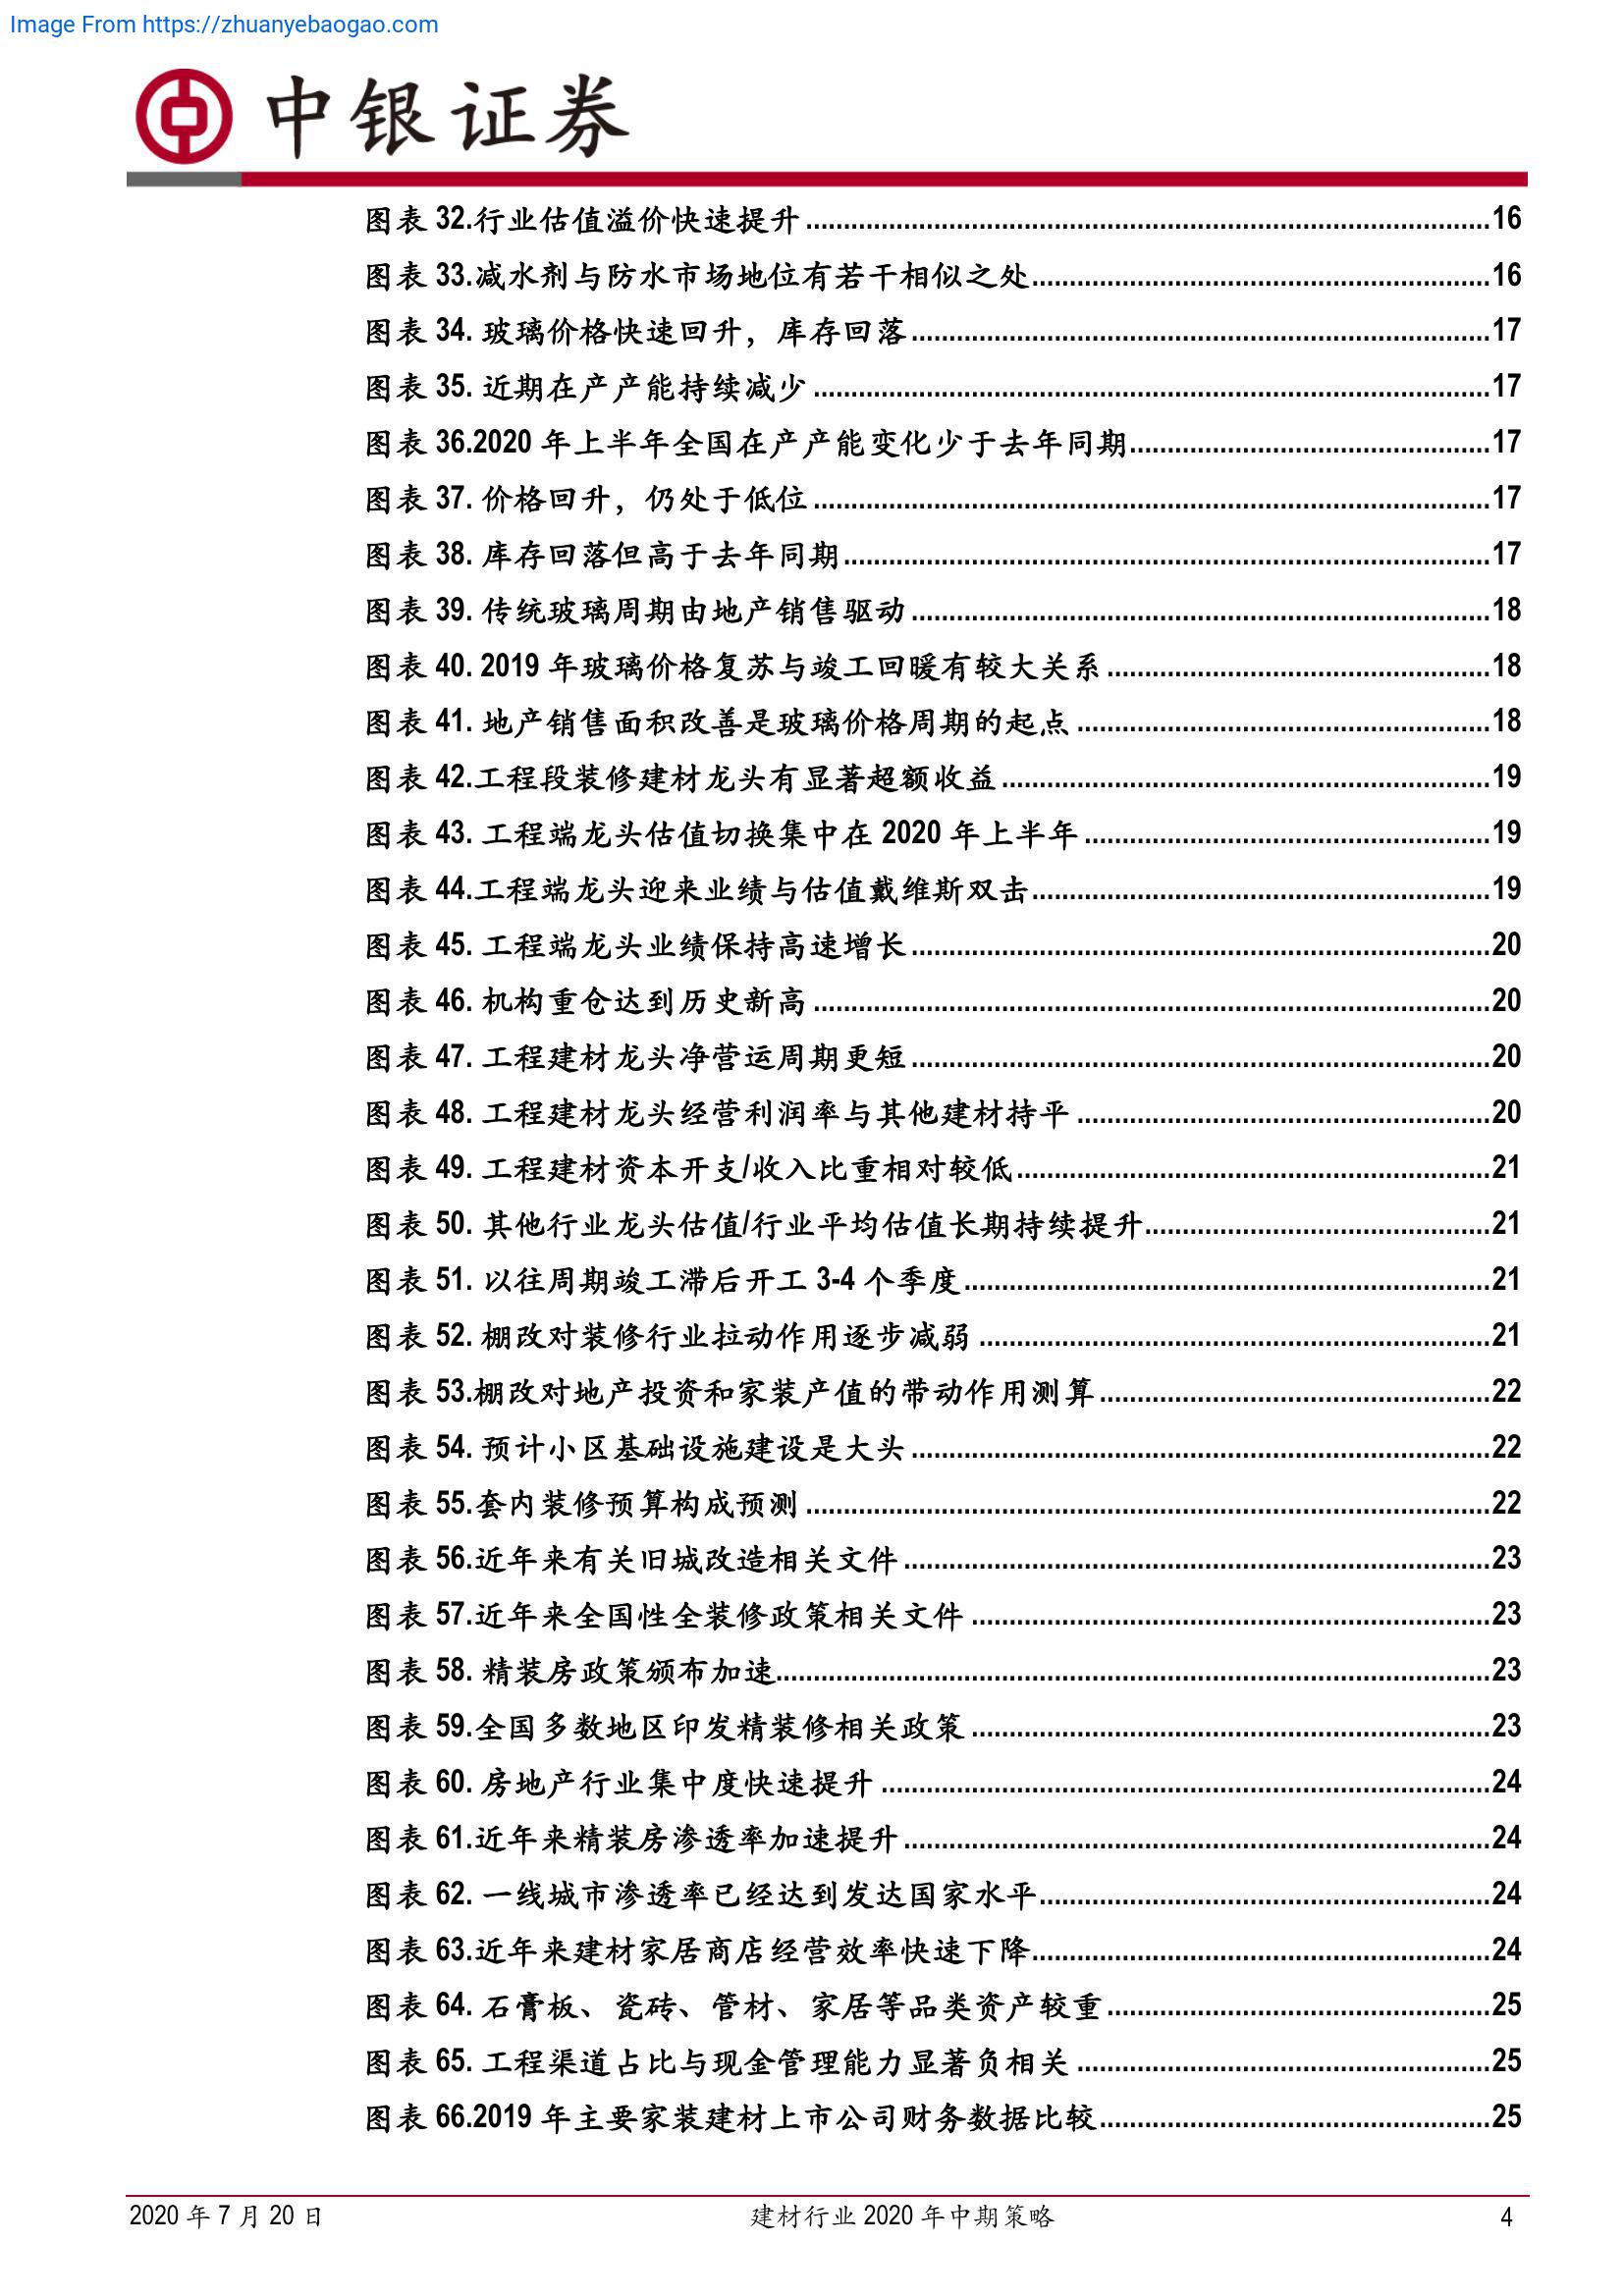 Image From https://zhuanyebaogao.com
中银证券
图表 32.行业估值溢价快速提升.....16
图表 33.减水剂与防水市场地位有若干相似之处.....16
图表 34. 玻璃价格快速回升，库存回落.....17
图表 35. 近期在产产能持续减少.....17
图表 36.2020 年上半年全国在产产能变化少于去年同期.....17
图表 37. 价格回升，仍处于低位.....17
图表 38. 库存回落但高于去年同期.....17
图表 39. 传统玻璃周期由地产销售驱动.....18
图表 40. 2019 年玻璃价格复苏与竣工回暖有较大关系.....18
图表 41. 地产销售面积改善是玻璃价格周期的起点.....18
图表 42.工程段装修建材龙头有显著超额收益.....19
图表 43. 工程端龙头估值切换集中在 2020 年上半年.....19
图表 44.工程端龙头迎来业绩与估值戴维斯双击.....19
图表 45. 工程端龙头业绩保持高速增长.....20
图表 46. 机构重仓达到历史新高.....20
图表 47. 工程建材龙头净营运周期更短.....20
图表 48. 工程建材龙头经营利润率与其他建材持平.....20
图表 49. 工程建材资本开支/收入比重相对较低.....21
图表 50. 其他行业龙头估值/行业平均估值长期持续提升.....21
图表 51. 以往周期竣工滞后开工 3-4 个季度.....21
图表 52. 棚改对装修行业拉动作用逐步减弱.....21
图表 53.棚改对地产投资和家装产值的带动作用测算.....22
图表 54. 预计小区基础设施建设是大头.....22
图表 55.套内装修预算构成预测.....22
图表 56.近年来有关旧城改造相关文件.....23
图表 57.近年来全国性全装修政策相关文件.....23
图表 58. 精装房政策颁布加速.....23
图表 59.全国多数地区印发精装修相关政策.....23
图表 60. 房地产行业集中度快速提升.....24
图表 61.近年来精装房渗透率加速提升.....24
图表 62. 一线城市渗透率已经达到发达国家水平.....24
图表 63.近年来建材家居商店经营效率快速下降.....24
图表 64. 石膏板、瓷砖、管材、家居等品类资产较重.....25
图表 65. 工程渠道占比与现金管理能力显著负相关.....25
图表 66.2019 年主要家装建材上市公司财务数据比较.....25
2020 年 7 月 20 日 建材行业 2020 年中期策略 4